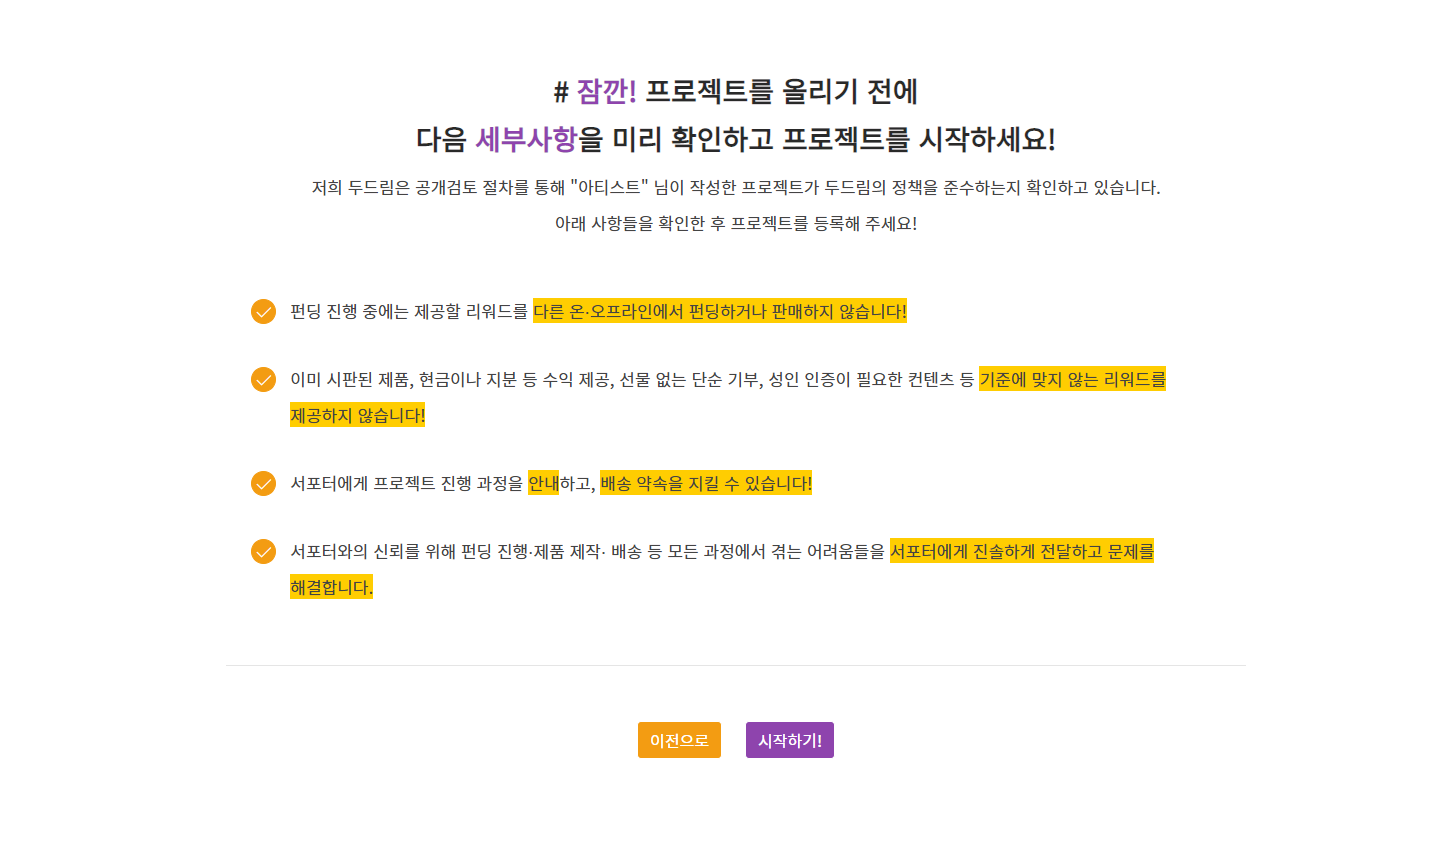 # 잠깐! 프로젝트를 올리기 전에
다음 세부사항을 미리 확인하고 프로젝트를 시작하세요!
저희 두드림은 공개검토 절차를 통해 "아티스트" 님이 작성한 프로젝트가 두드림의 정책을 준수하는지 확인하고 있습니다.
아래 사항들을 확인한 후 프로젝트를 등록해 주세요!
펀딩 진행 중에는 제공할 리워드를 다른 온·오프라인에서 펀딩하거나 판매하지 않습니다!
이미 시판된 제품, 현금이나 지분 등 수익 제공, 선물 없는 단순 기부, 성인 인증이 필요한 컨텐츠 등 기준에 맞지 않는 리워드를
제공하지 않습니다!
서포터에게 프로젝트 진행 과정을 안내하고, 배송 약속을 지킬 수 있습니다!
서포터와의 신뢰를 위해 펀딩 진행·제품 제작· 배송 등 모든 과정에서 겪는 어려움들을 서포터에게 진솔하게 전달하고 문제를
해결합니다.
이전으로 시작하기!